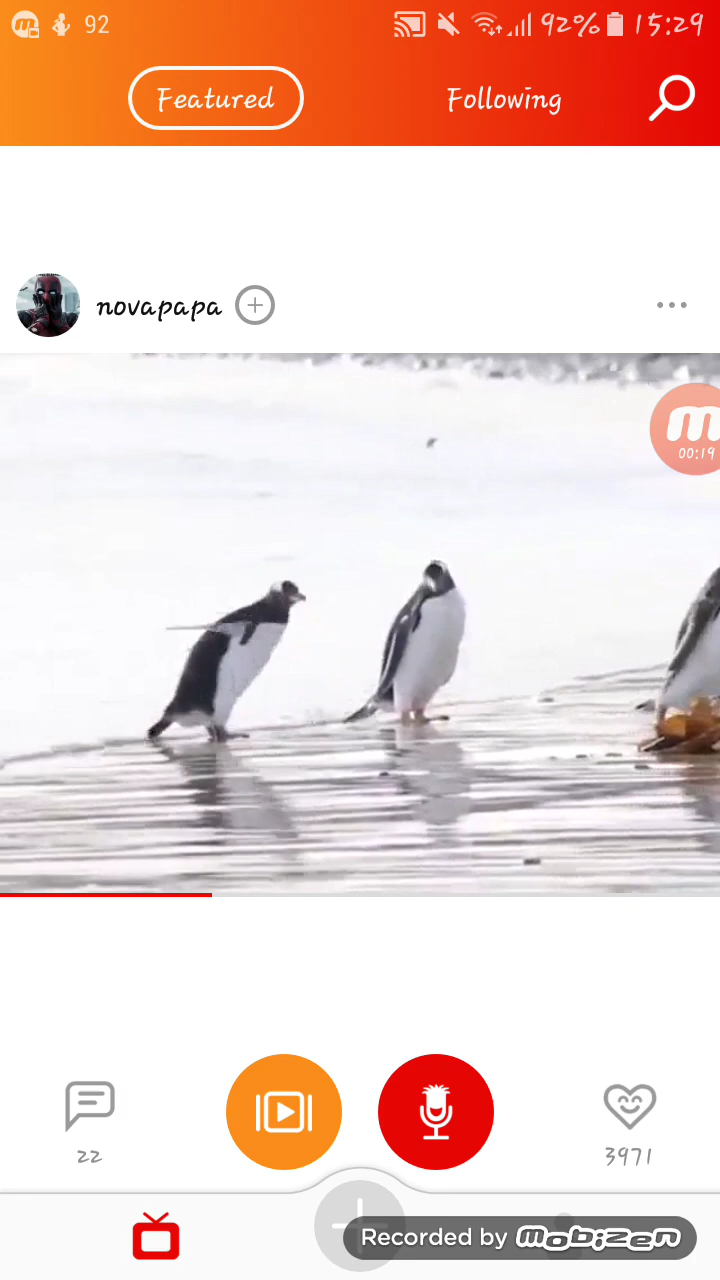 92 92% 15:29
Featured Following
novapapa
m
00:19
22 3971
Recorded by mobizen